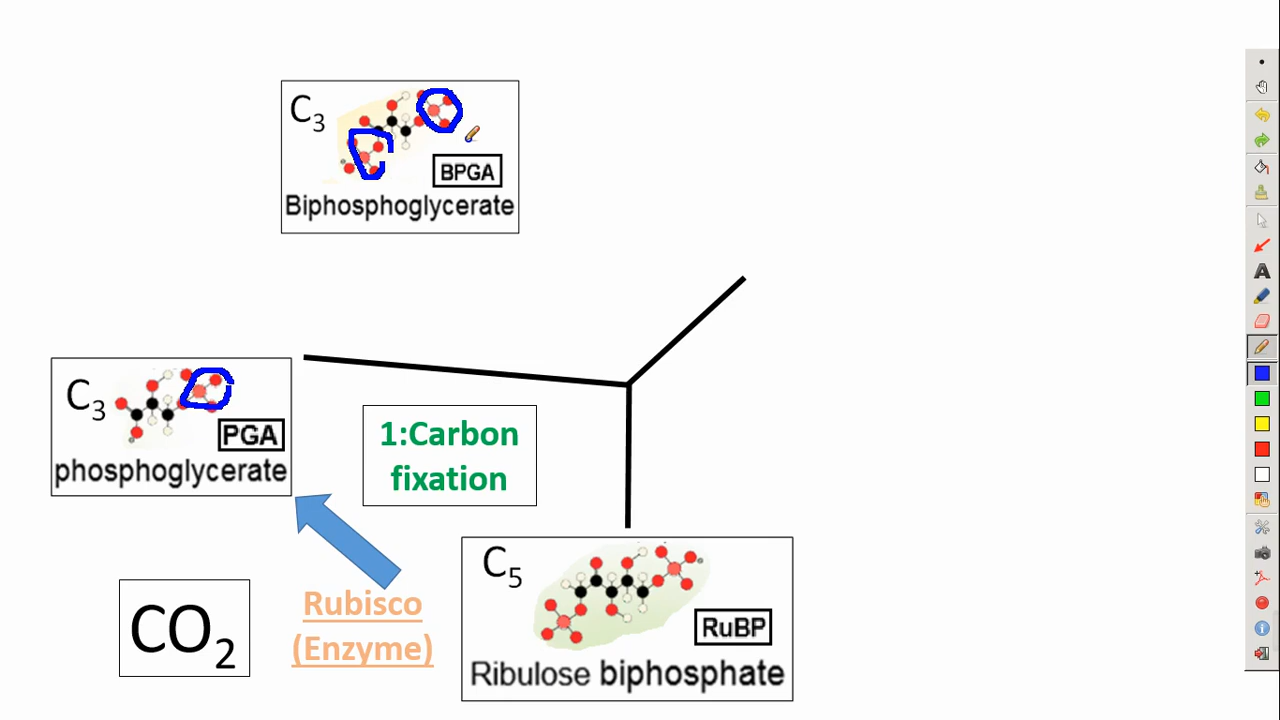 C₃
BPGA
Biphosphoglycerate
C₃
PGA
phosphoglycerate
1:Carbon
fixation
CO₂
Rubisco
(Enzyme)
C₅
RuBP
Ribulose biphosphate
A